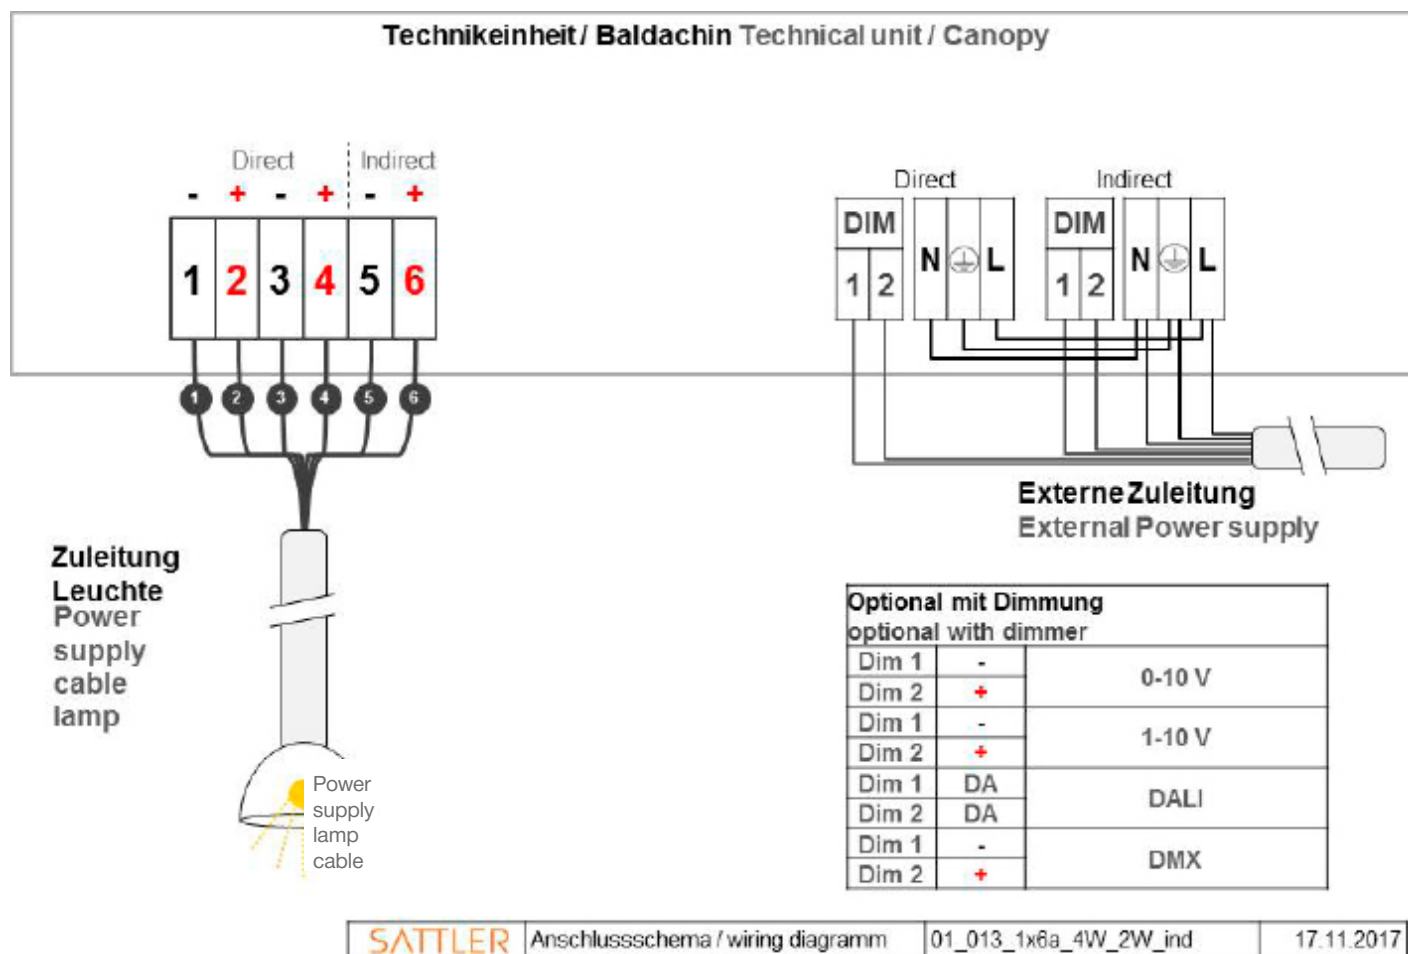 Technikeinheit / Baldachin Technical unit / Canopy
Direct Indirect
- + - + - +
1 2 3 4 5 6
1 2 3 4 5 6
Zuleitung
Leuchte
Power
supply
cable
lamp
Power
supply
lamp
cable
Direct Indirect
DIM N L DIM N L
1 2 1 2
Externe Zuleitung
External Power supply
Optional mit Dimmung
optional with dimmer
Dim 1 - 0-10 V
Dim 2 +
Dim 1 - 1-10 V
Dim 2 +
Dim 1 DA DALI
Dim 2 DA
Dim 1 - DMX
Dim 2 +
SATTLER Anschlussschema / wiring diagramm 01_013_1x6a_4W_2W_ind 17.11.2017